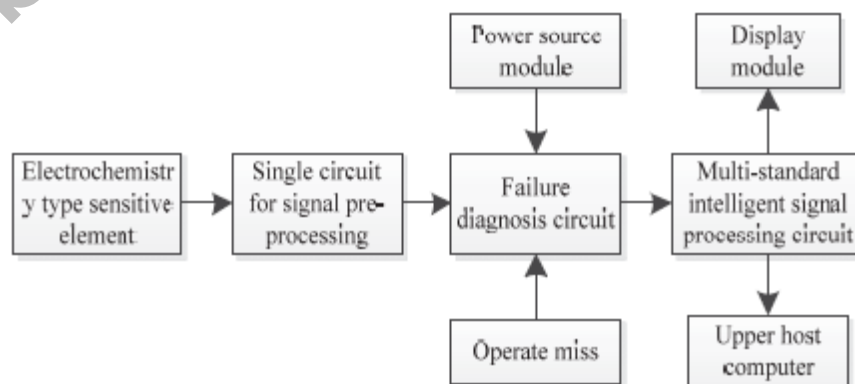 Power source
module
Display
module
Electrochemistr
y type sensitive
element
Single circuit
for signal pre-
processing
Failure
diagnosis circuit
Multi-standard
intelligent signal
processing circuit
Operate miss
Upper host
computer